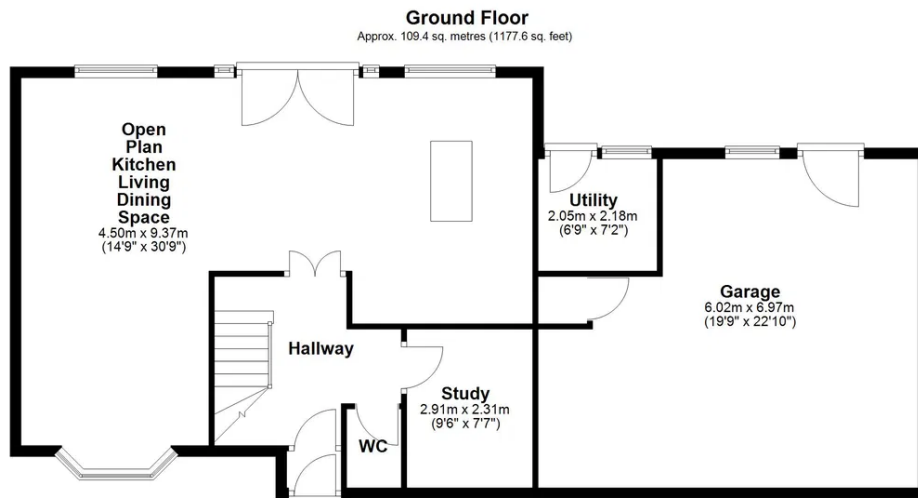 Ground Floor
Approx. 109.4 sq. metres (1177.6 sq. feet)
Open
Plan
Kitchen
Living
Dining
Space
4.50m x 9.37m
(14'9" x 30'9")
Utility
2.05m x 2.18m
(6'9" x 7'2")
Garage
6.02m x 6.97m
(19'9" x 22'10")
Hallway
Study
2.91m x 2.31m
(9'6" x 7'7")
WC